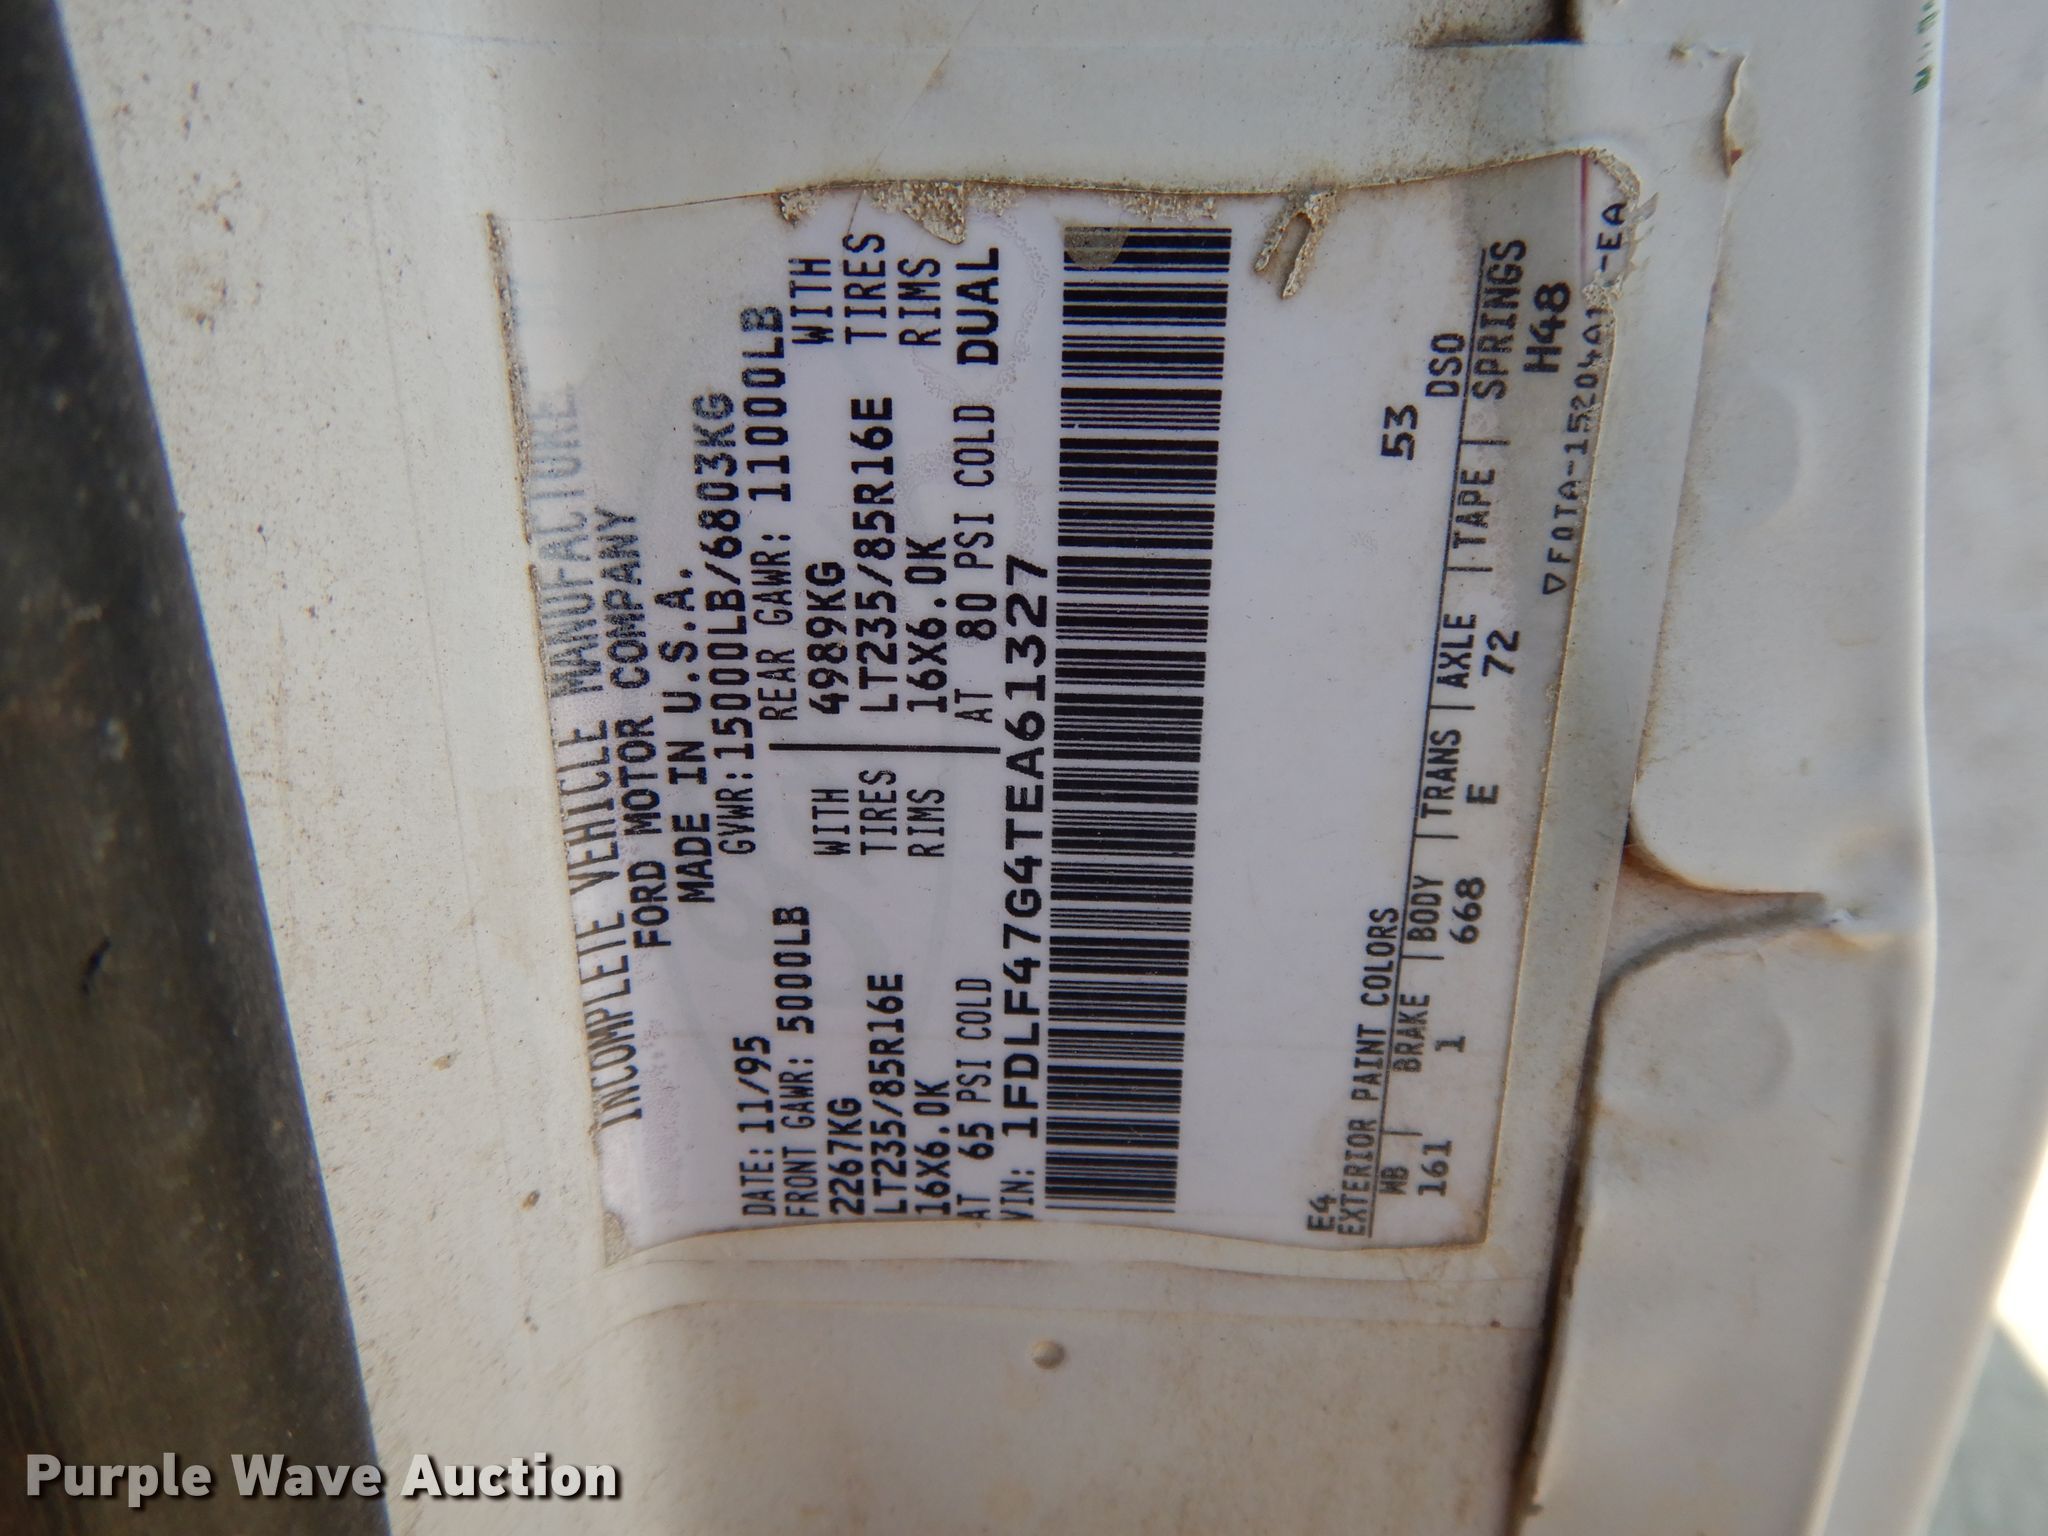 INCOMPLETE VEHICLE MANUFACTURE
FORD MOTOR COMPANY
MADE IN U.S.A.
DATE: 11/95 GVWR: 15000LB/6803KG
FRONT GAWR: 5000LB REAR GAWR: 11000LB
2267KG WITH 4989KG WITH
LT235/85R16E TIRES LT235/85R16E TIRES
16X6.0K RIMS 16X6.0K RIMS
AT 65 PSI COLD AT 80 PSI COLD DUAL
VIN: 1FDLF47G4TEA61327
E4 53
EXTERIOR PAINT COLORS DSO
WB | BRAKE | BODY | TRANS | AXLE | TAPE | SPRINGS
161 1 668 E 72 H48
Purple Wave Auction